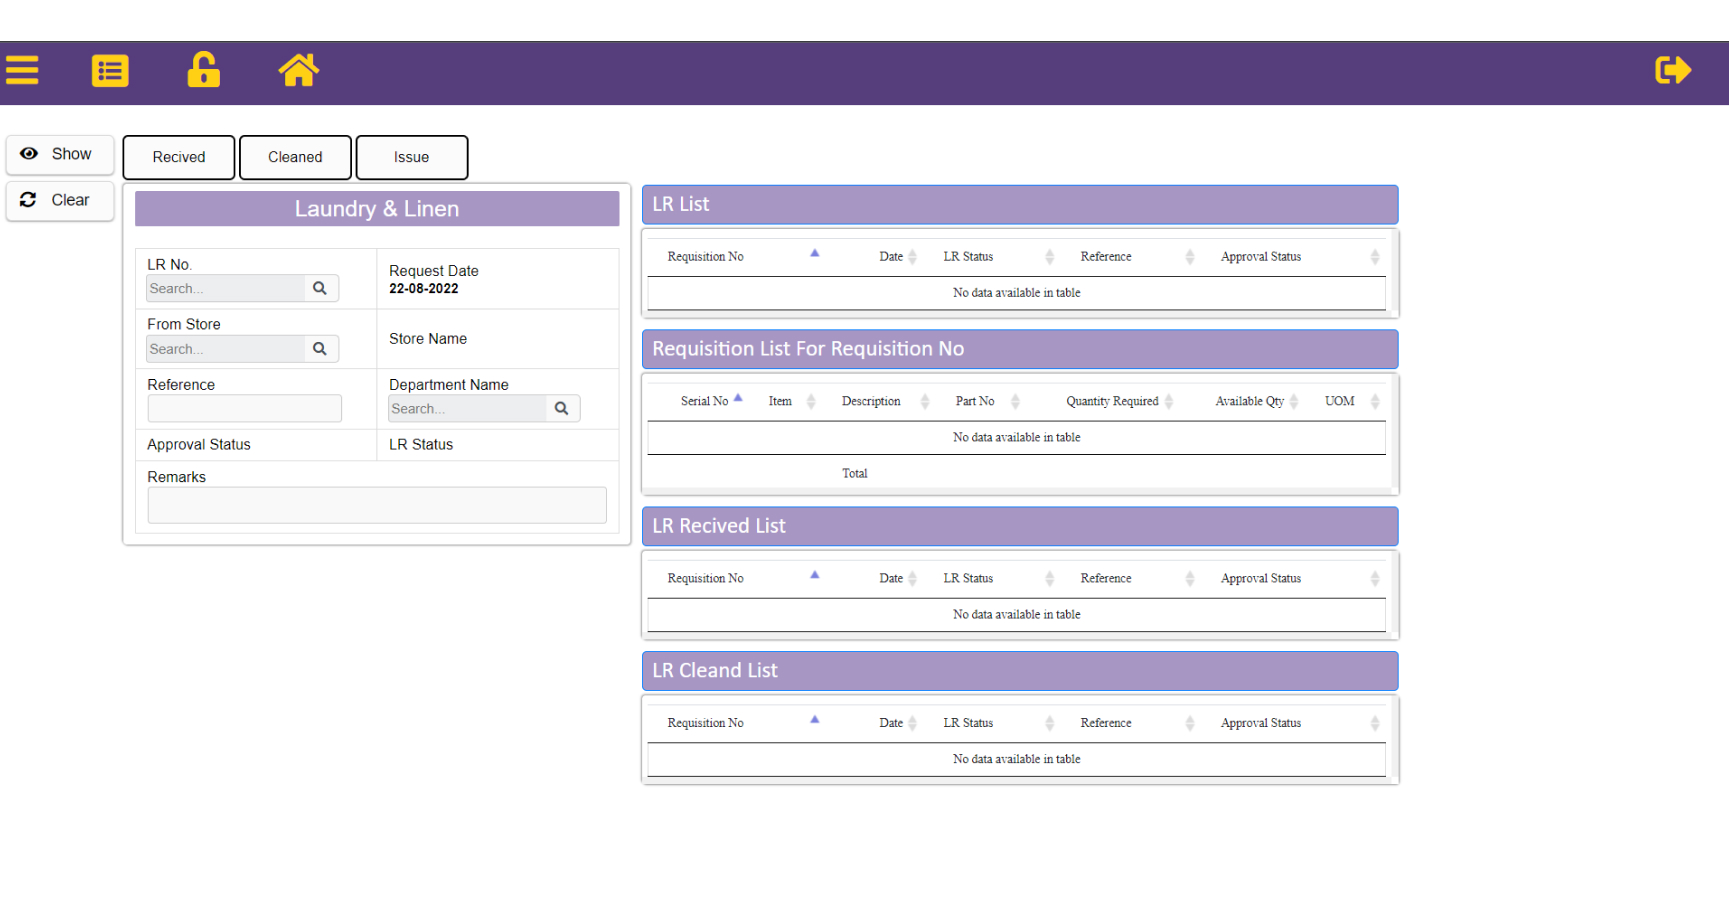 Show
Recived
Cleaned
Issue
Clear
Laundry & Linen
LR No.
Search...
Request Date
22-08-2022
From Store
Search...
Store Name
Reference
Department Name
Search...
Approval Status
LR Status
Remarks
LR List
Requisition No Date LR Status Reference Approval Status
No data available in table
Requisition List For Requisition No
Serial No Item Description Part No Quantity Required Available Qty UOM
No data available in table
Total
LR Recived List
Requisition No Date LR Status Reference Approval Status
No data available in table
LR Cleand List
Requisition No Date LR Status Reference Approval Status
No data available in table